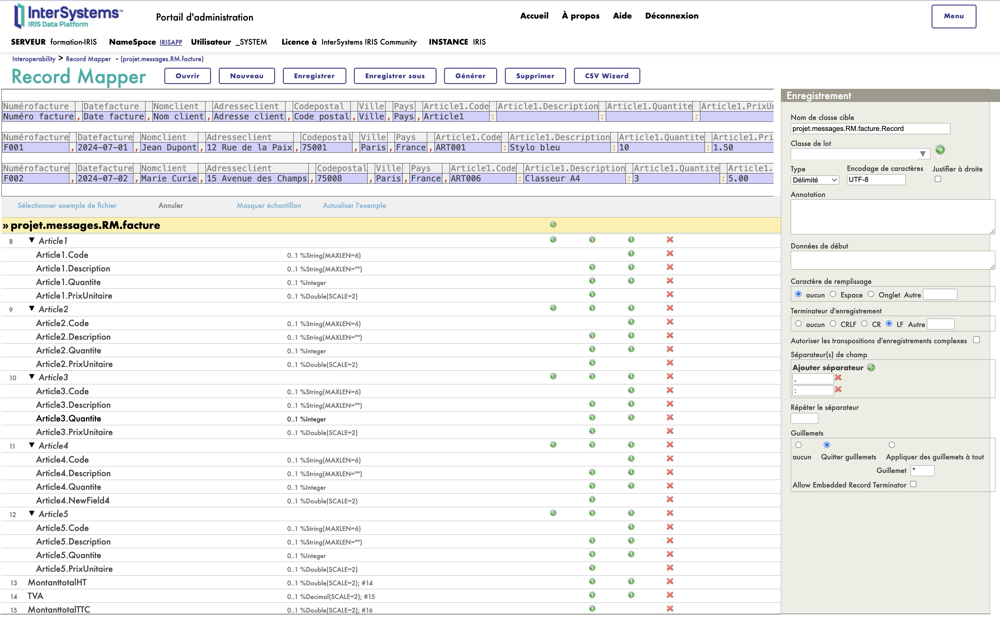 InterSystems™
IRIS Data Platform
Portail d'administration
Accueil À propos Aide Déconnexion
Menu
SERVEUR formation-IRIS NameSpace IRISAPP Utilisateur _SYSTEM Licence à InterSystems IRIS Community INSTANCE IRIS
Interoperability > Record Mapper - (projet.messages.RM.facture)
Record Mapper
Ouvrir Nouveau Enregistrer Enregistrer sous Générer Supprimer CSV Wizard
Numérofacture Datefacture Nomclient Adresseclient Codepostal Ville Pays Article1.Code Article1.Description Article1.Quantite Article1.PrixUn
Numéro facture , Date facture , Nom client , Adresse client , Code postal , Ville , Pays , Article1 : : :
Numérofacture Datefacture Nomclient Adresseclient Codepostal Ville Pays Article1.Code Article1.Description Article1.Quantite Article1.Pri
F001 , 2024-07-01 , Jean Dupont , 12 Rue de la Paix , 75001 , Paris , France , ART001 : Stylo bleu : 10 : 1.50
Numérofacture Datefacture Nomclient Adresseclient Codepostal Ville Pays Article1.Code Article1.Description Article1.Quantite Article1.
F002 , 2024-07-02 , Marie Curie , 15 Avenue des Champs , 75008 , Paris , France , ART006 : Classeur A4 : 3 : 5.00
Sélectionner exemple de fichier Annuler Masquer échantillon Actualiser l'exemple
» projet.messages.RM.facture
8 ▼ Article1
Article1.Code 0..1 %String(MAXLEN=6)
Article1.Description 0..1 %String(MAXLEN="")
Article1.Quantite 0..1 %Integer
Article1.PrixUnitaire 0..1 %Double(SCALE=2)
9 ▼ Article2
Article2.Code 0..1 %String(MAXLEN=6)
Article2.Description 0..1 %String(MAXLEN="")
Article2.Quantite 0..1 %Integer
Article2.PrixUnitaire 0..1 %Double(SCALE=2)
10 ▼ Article3
Article3.Code 0..1 %String(MAXLEN=6)
Article3.Description 0..1 %String(MAXLEN="")
Article3.Quantite 0..1 %Integer
Article3.PrixUnitaire 0..1 %Double(SCALE=2)
11 ▼ Article4
Article4.Code 0..1 %String(MAXLEN=6)
Article4.Description 0..1 %String(MAXLEN="")
Article4.Quantite 0..1 %Integer
Article4.NewField4 0..1 %Double(SCALE=2)
12 ▼ Article5
Article5.Code 0..1 %String(MAXLEN=6)
Article5.Description 0..1 %String(MAXLEN="")
Article5.Quantite 0..1 %Integer
Article5.PrixUnitaire 0..1 %Double(SCALE=2)
13 MontanttotalHT 0..1 %Double(SCALE=2); #14
14 TVA 0..1 %Decimal(SCALE=2); #15
15 MontanttotalTTC 0..1 %Double(SCALE=2); #16
Enregistrement
Nom de classe cible
projet.messages.RM.facture.Record
Classe de lot
Type Encodage de caractères Justifier à droite
Délimité UTF-8
Annotation
Données de début
Caractère de remplissage
aucun Espace Onglet Autre
Terminateur d'enregistrement
aucun CRLF CR LF Autre
Autoriser les transpositions d'enregistrements complexes
Séparateur(s) de champ
Ajouter séparateur
,
:
Répéter le séparateur
Guillemets
aucun Quitter guillemets Appliquer des guillemets à tout
Guillemet "
Allow Embedded Record Terminator